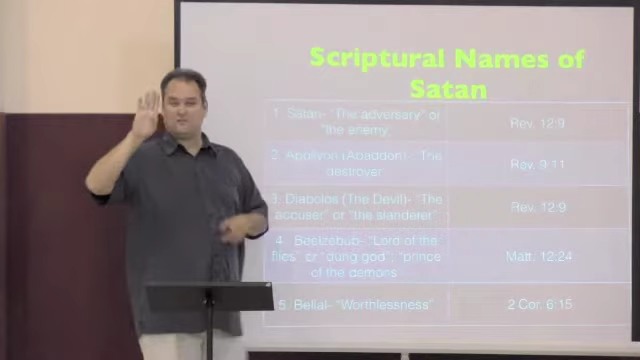 Scriptural Names of
Satan
1. Satan- "The adversary" or
"the enemy"
Rev. 12:9
2. Apollyon (Abaddon)- "The
destroyer"
Rev. 9:11
3. Diabolos (The Devil)- "The
accuser" or "the slanderer"
Rev. 12:9
4. Beelzebub- "Lord of the
flies" or "dung god"; "prince
of the demons"
Matt. 12:24
5. Belial- "Worthlessness"
2 Cor. 6:15